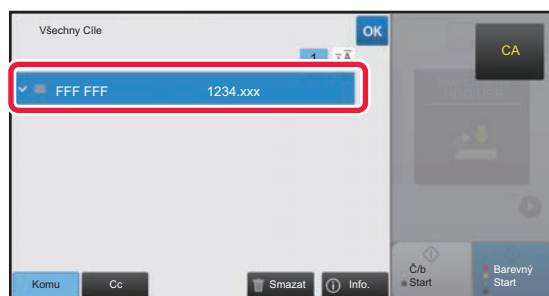 Všechny Cíle
OK
CA
1
FFF FFF 1234.xxx
Č/b
Start
Barevný
Start
Komu
Cc
Smazat
Info.